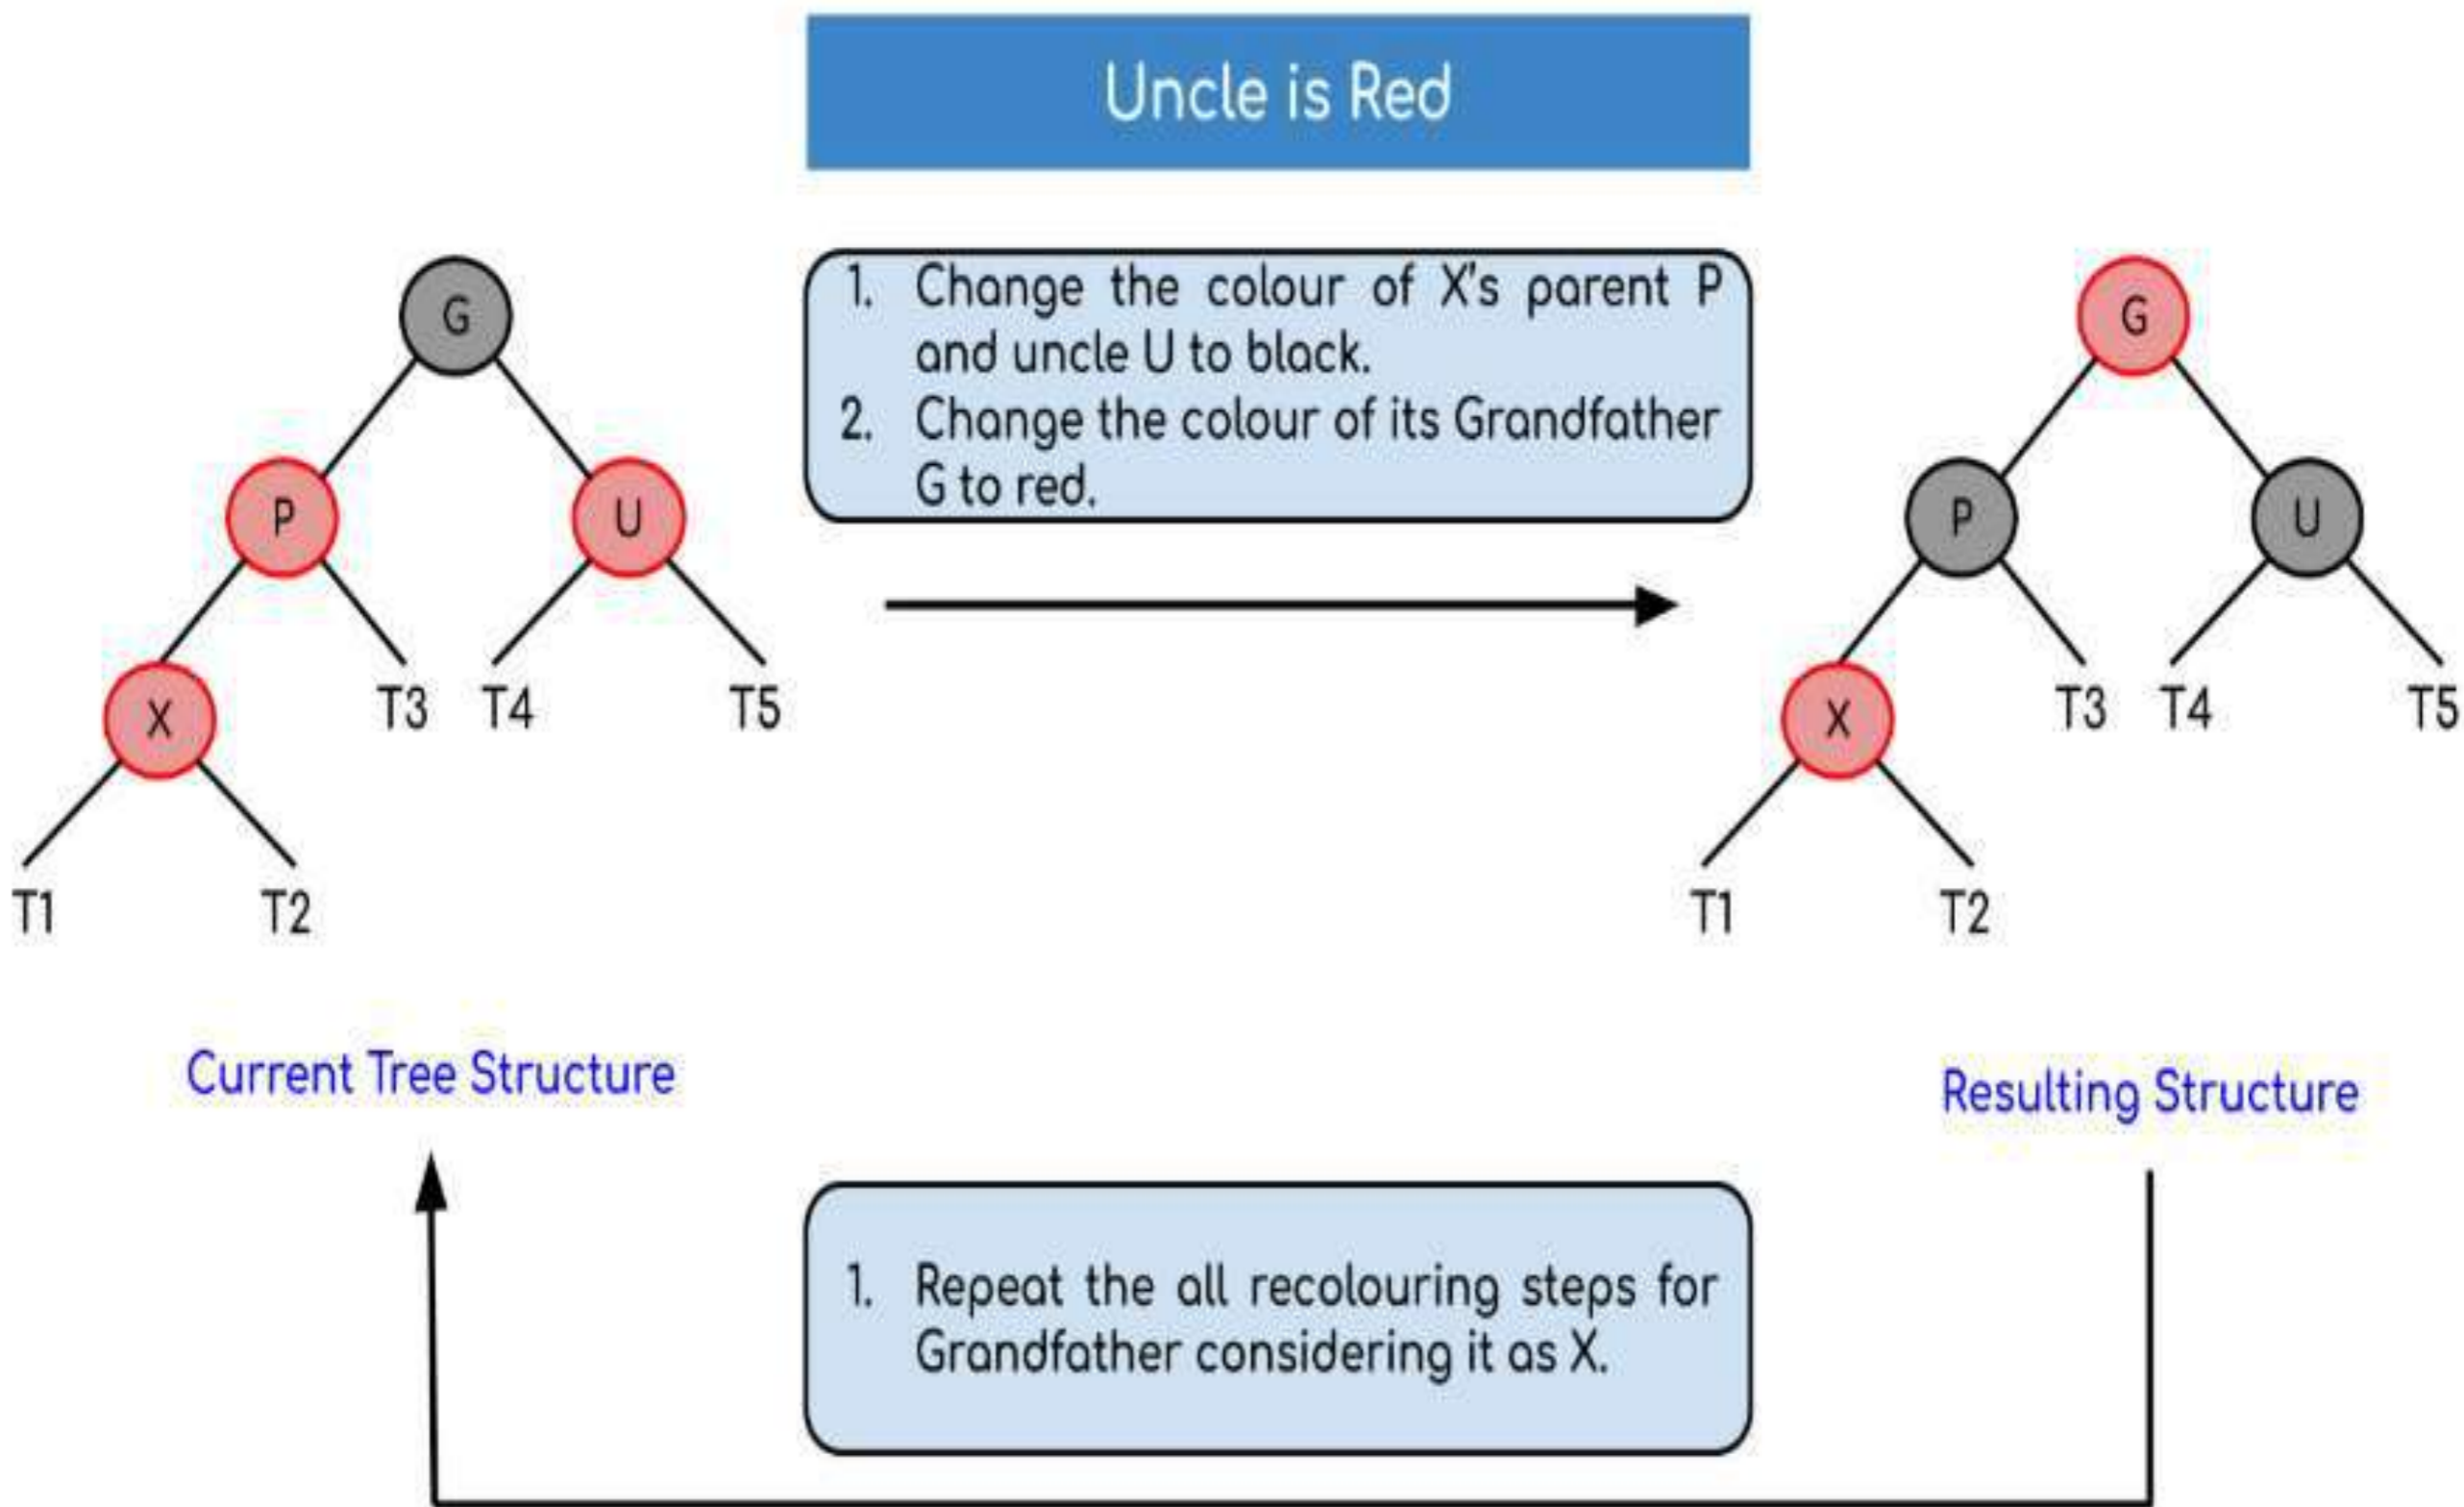 Uncle is Red
1. Change the colour of X's parent P
and uncle U to black.
2. Change the colour of its Grandfather
G to red.
G
P
U
X
T3
T4
T5
T1
T2
Current Tree Structure
G
P
U
X
T3
T4
T5
T1
T2
Resulting Structure
1. Repeat the all recolouring steps for
Grandfather considering it as X.